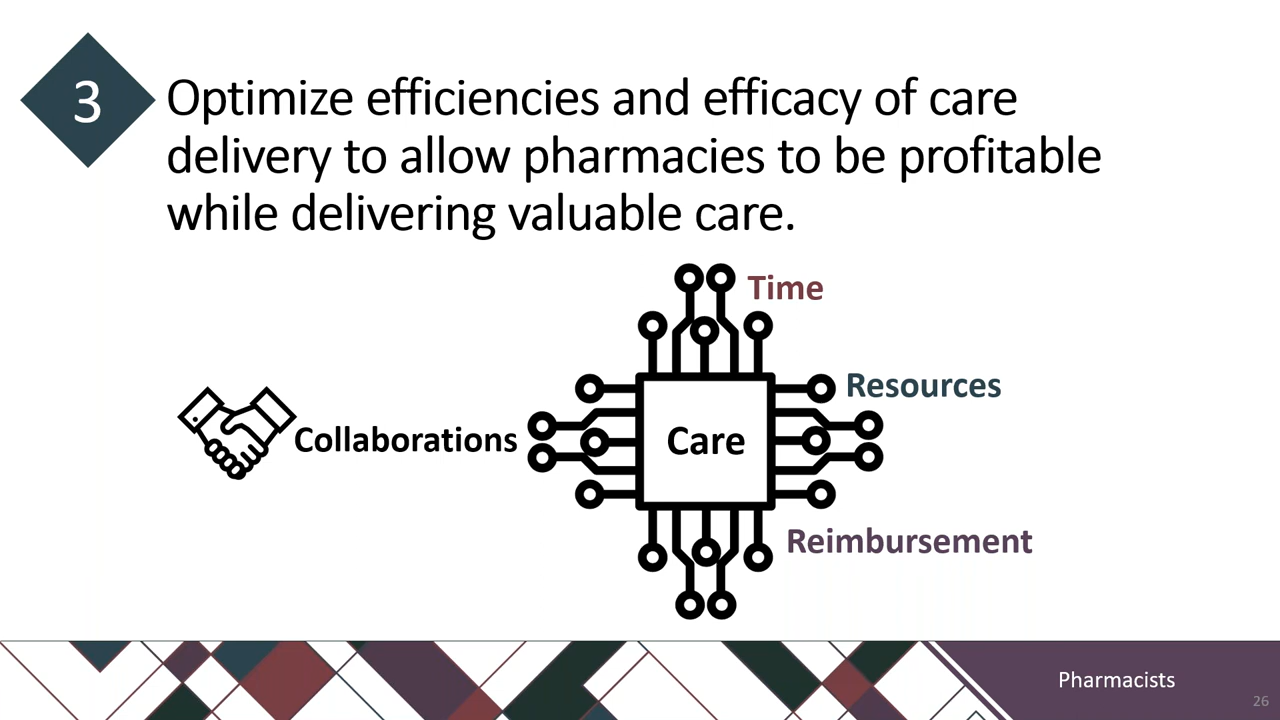 3
Optimize efficiencies and efficacy of care
delivery to allow pharmacies to be profitable
while delivering valuable care.
Time
Resources
Collaborations
Care
Reimbursement
Pharmacists
26